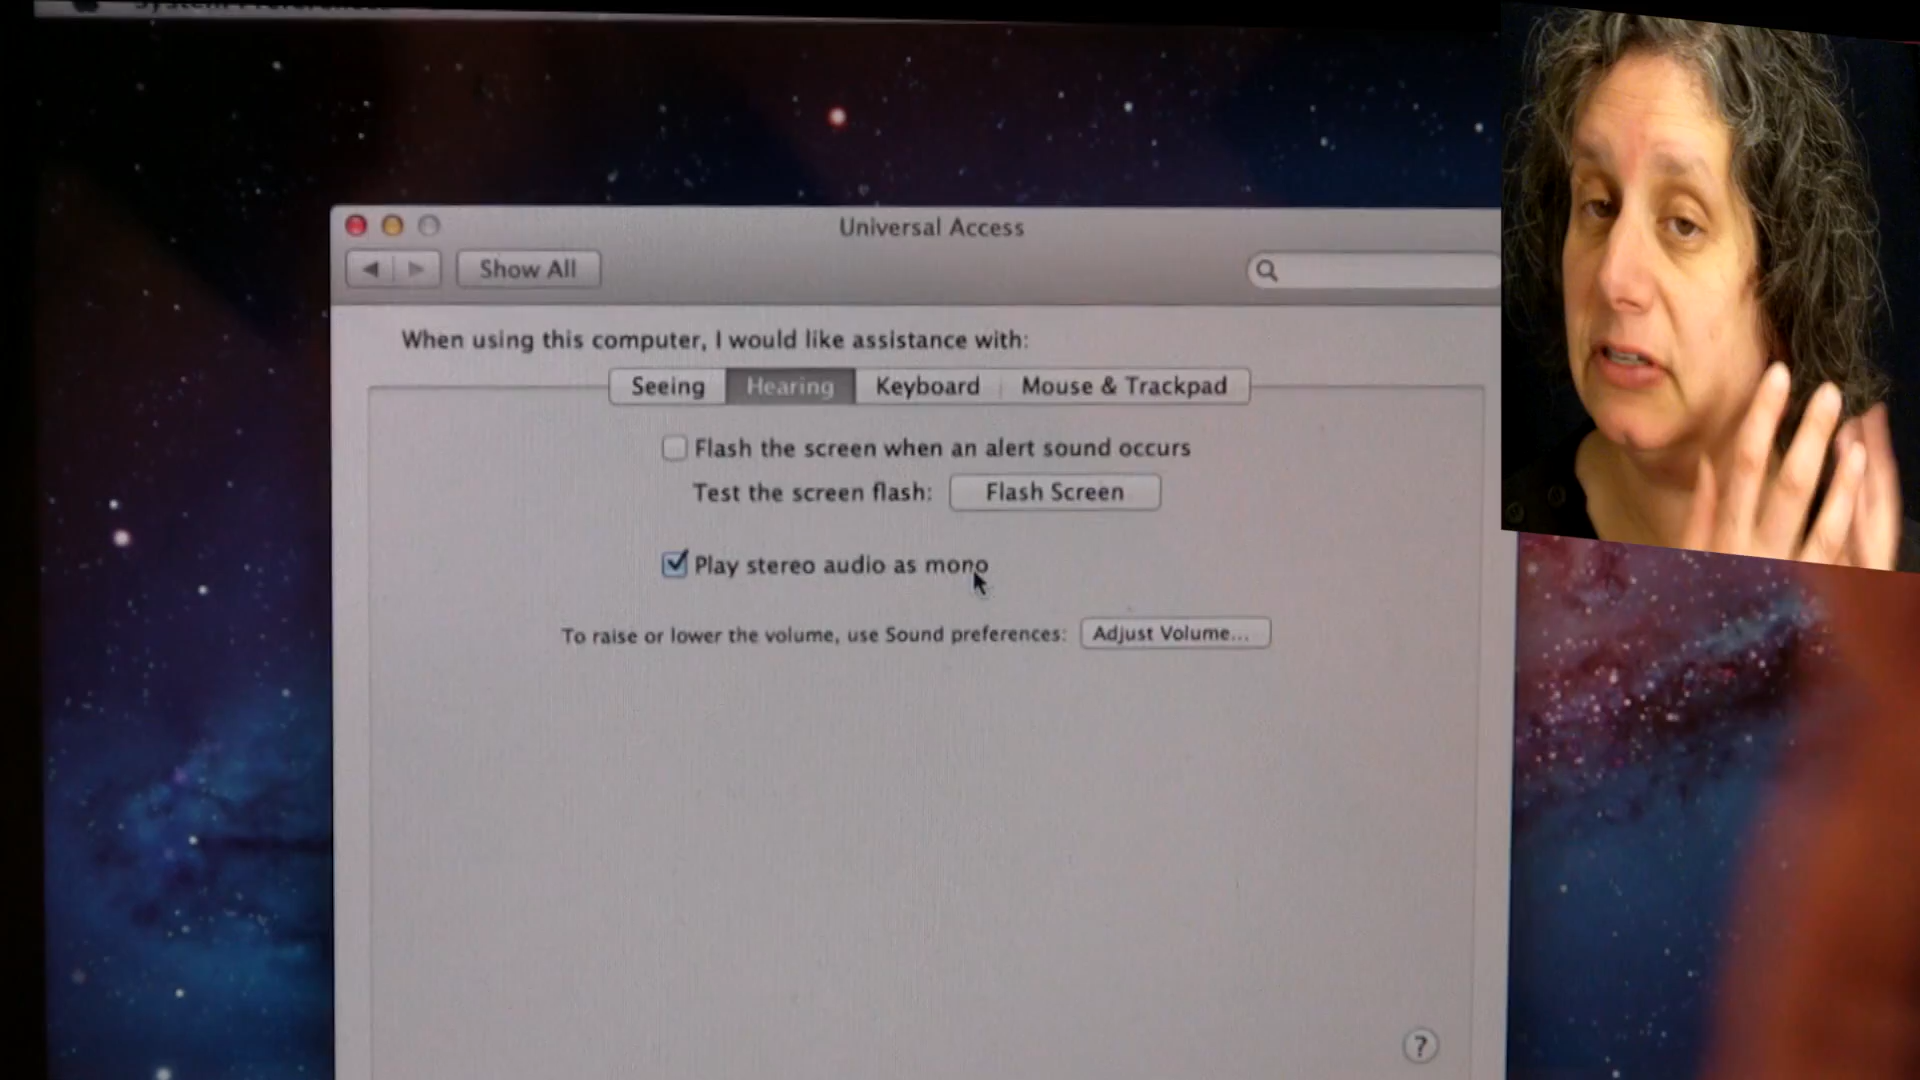 Universal Access
Show All
When using this computer, I would like assistance with:
Seeing Hearing Keyboard Mouse & Trackpad
Flash the screen when an alert sound occurs
Test the screen flash: Flash Screen
Play stereo audio as mono
To raise or lower the volume, use Sound preferences: Adjust Volume...
?